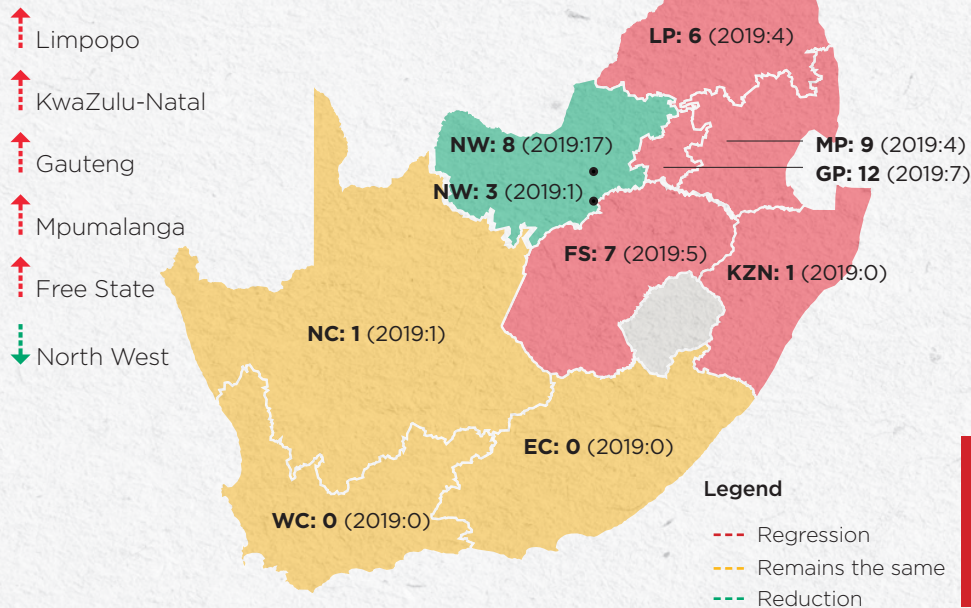 Limpopo
KwaZulu-Natal
Gauteng
Mpumalanga
Free State
North West
LP: 6 (2019:4)
NW: 8 (2019:17)
MP: 9 (2019:4)
GP: 12 (2019:7)
NW: 3 (2019:1)
FS: 7 (2019:5)
KZN: 1 (2019:0)
NC: 1 (2019:1)
EC: 0 (2019:0)
WC: 0 (2019:0)
Legend
Regression
Remains the same
Reduction